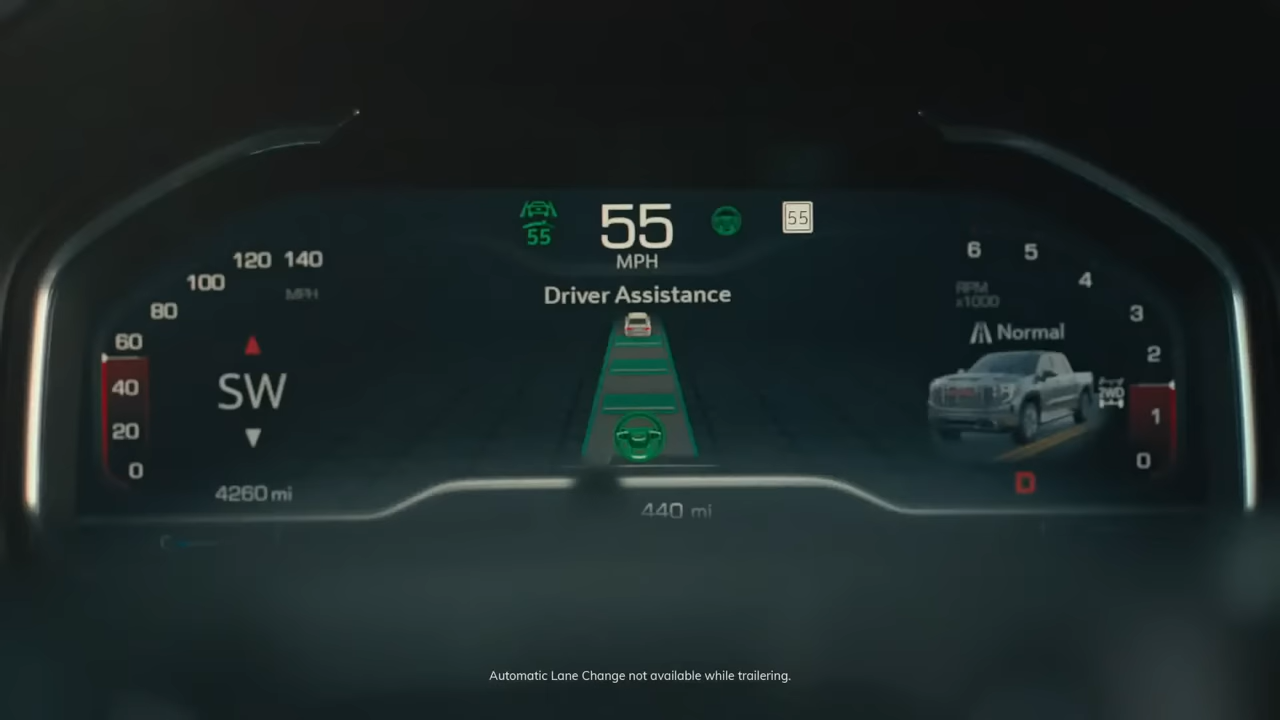 55
55
MPH
55
Driver Assistance
120 140
100
MPH
80
60
40
20
0
SW
4260 mi
440 mi
6 5
4
RPM
x1000
3
Normal
2
2WD
1
0
D
Automatic Lane Change not available while trailering.